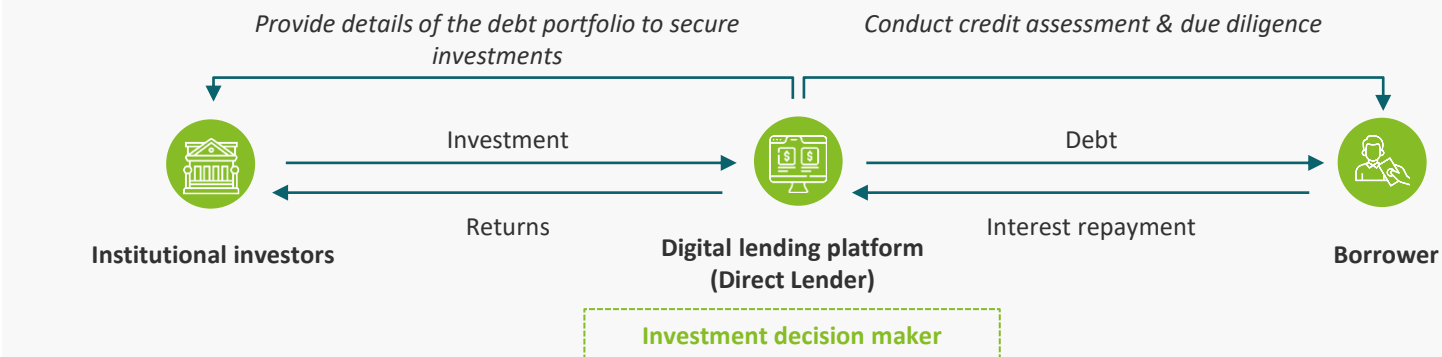 Provide details of the debt portfolio to secure
investments
Conduct credit assessment & due diligence
Investment
Debt
Returns
Interest repayment
Institutional investors
Digital lending platform
(Direct Lender)
Borrower
Investment decision maker